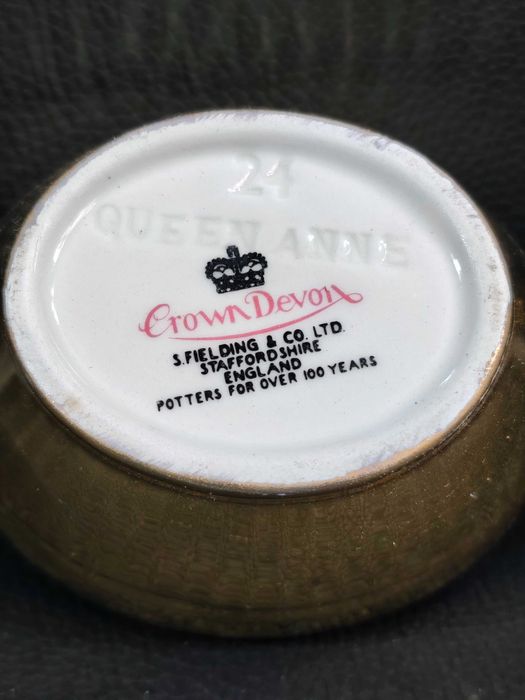 24
QUEEN ANNE
Crown Devon
S. FIELDING & CO. LTD.
STAFFORDSHIRE
ENGLAND
POTTERS FOR OVER 100 YEARS